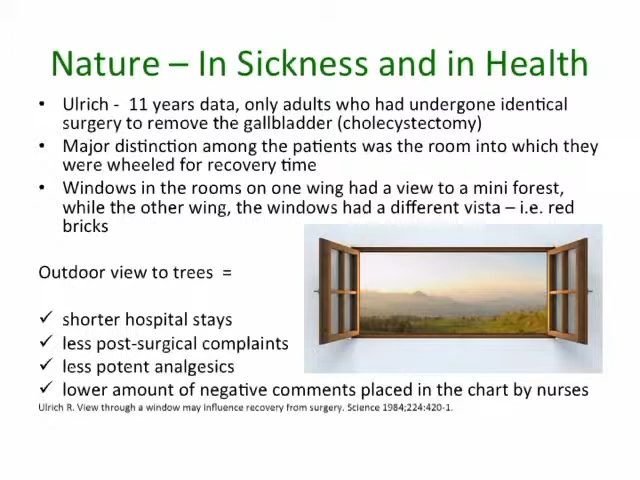 Nature – In Sickness and in Health
• Ulrich - 11 years data, only adults who had undergone identical
surgery to remove the gallbladder (cholecystectomy)
• Major distinction among the patients was the room into which they
were wheeled for recovery time
• Windows in the rooms on one wing had a view to a mini forest,
while the other wing, the windows had a different vista – i.e. red
bricks
Outdoor view to trees =
✓ shorter hospital stays
✓ less post-surgical complaints
✓ less potent analgesics
✓ lower amount of negative comments placed in the chart by nurses
Ulrich R. View through a window may influence recovery from surgery. Science 1984;224:420-1.